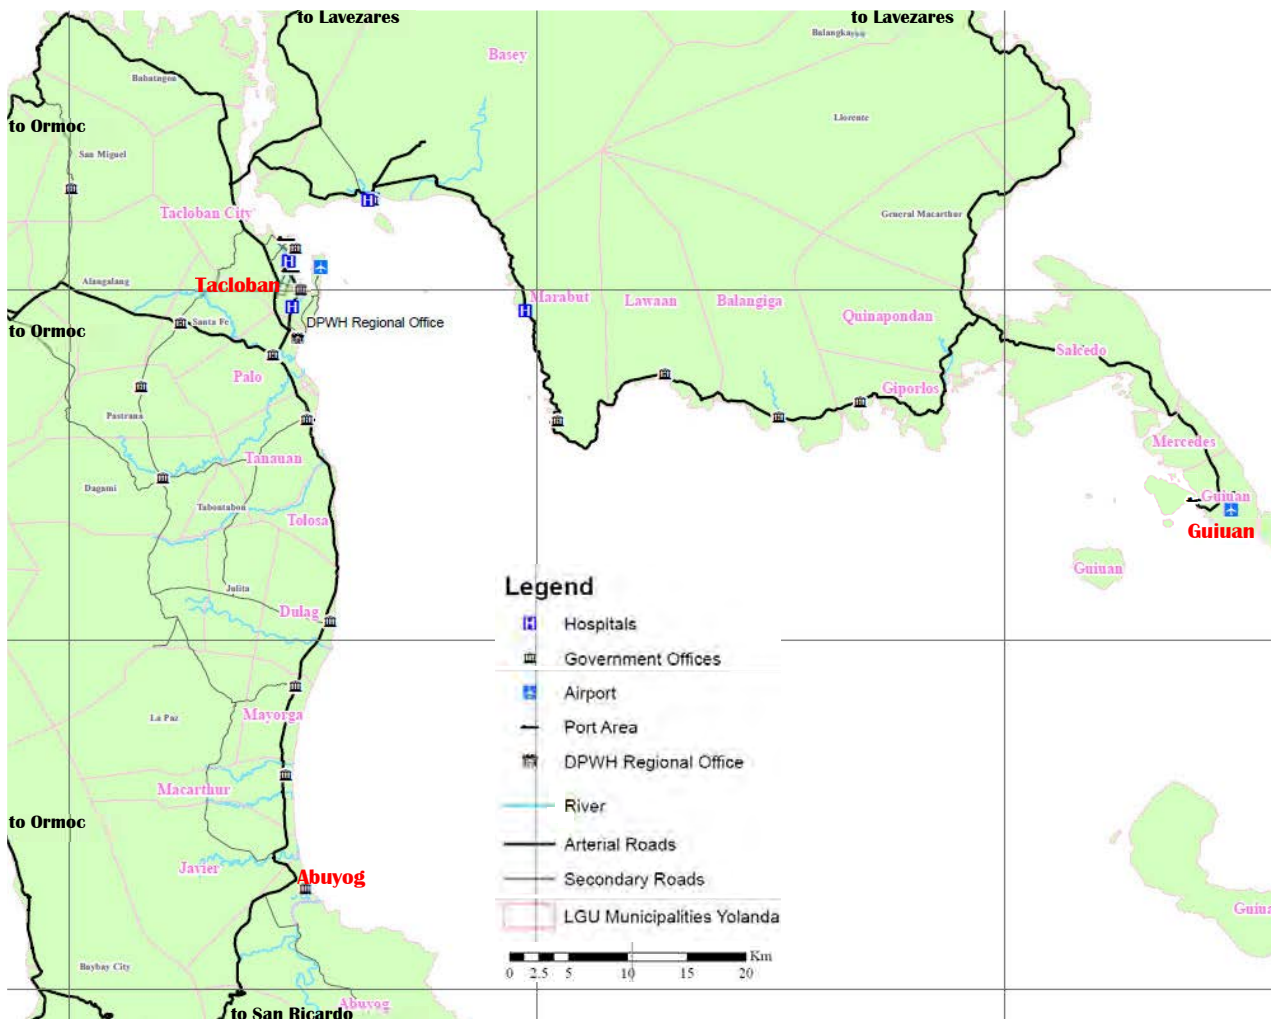 to Lavezares
to Lavezares
Basey
Babatngon
to Ormoc
Llorente
San Miguel
Tacloban City
General Macarthur
Alangalang
Tacloban
Marabut
Lawaan
Balangiga
Quinapondan
to Ormoc
Santa Fe
DPWH Regional Office
Salcedo
Palo
Giporlos
Pastrana
Mercedes
Tanauan
Dagami
Tabontabon
Guiuan
Tolosa
Guiuan
Guiuan
Julita
Dulag
Legend
Hospitals
Government Offices
Airport
Port Area
DPWH Regional Office
River
Arterial Roads
Secondary Roads
LGU Municipalities Yolanda
Km
0 2.5 5 10 15 20
La Paz
Mayorga
Macarthur
to Ormoc
Javier
Abuyog
Guiua
Baybay City
Abuyog
to San Ricardo